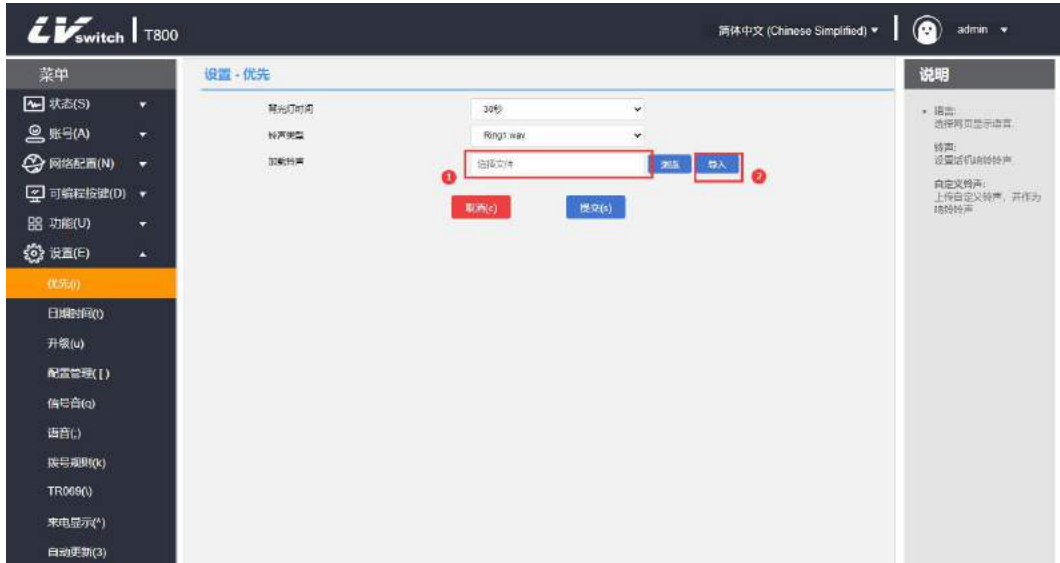 LVswitch T800
简体中文 (Chinese Simplified)
admin
菜单
状态(S)
账号(A)
网络配置(N)
可编程按键(D)
功能(U)
设置(E)
优先(i)
日期时间(t)
升级(u)
配置管理([)
信号音(q)
语音(;)
拨号规则(k)
TR069(\)
来电显示(^)
自动更新(3)
设置 - 优先
背光灯时间
30秒
铃声类型
Ring1.wav
加载铃声
选择文件
浏览
导入
1
2
取消(c)
提交(s)
说明
语言:
选择网页显示语言
铃声:
设置话机响铃铃声
自定义铃声:
上传自定义铃声，并作为
响铃铃声